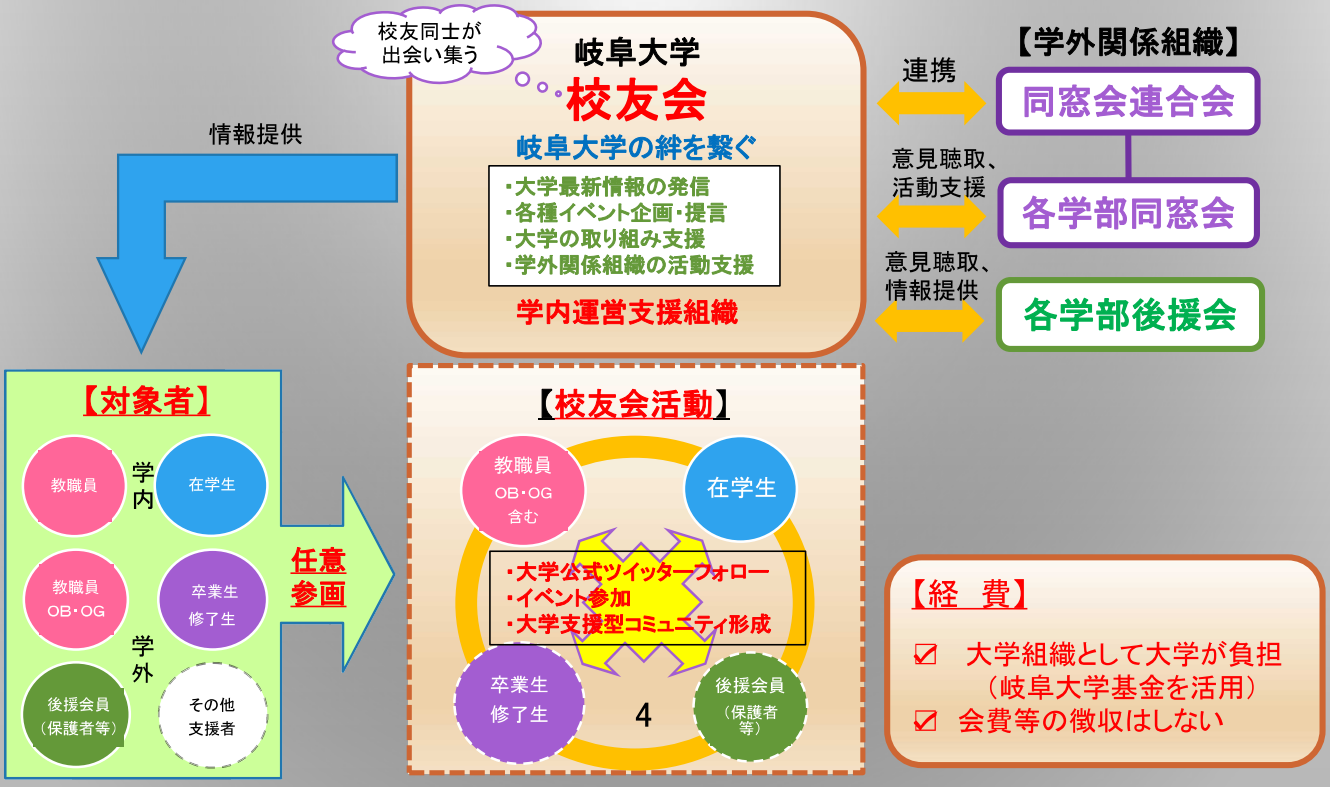 校友同士が
出会い集う
岐阜大学
校友会
岐阜大学の絆を繋ぐ
・大学最新情報の発信
・各種イベント企画・提言
・大学の取り組み支援
・学外関係組織の活動支援
学内運営支援組織
【学外関係組織】
連携
同窓会連合会
意見聴取、
活動支援
各学部同窓会
意見聴取、
情報提供
各学部後援会
情報提供
【対象者】
教職員
学内
在学生
教職員
OB・OG
卒業生
修了生
学外
後援会員
（保護者等）
その他
支援者
任意
参画
【校友会活動】
教職員
OB・OG
含む
在学生
・大学公式ツイッターフォロー
・イベント参加
・大学支援型コミュニティ形成
卒業生
修了生
4
後援会員
（保護者
等）
【経　費】
☑ 大学組織として大学が負担
（岐阜大学基金を活用）
☑ 会費等の徴収はしない